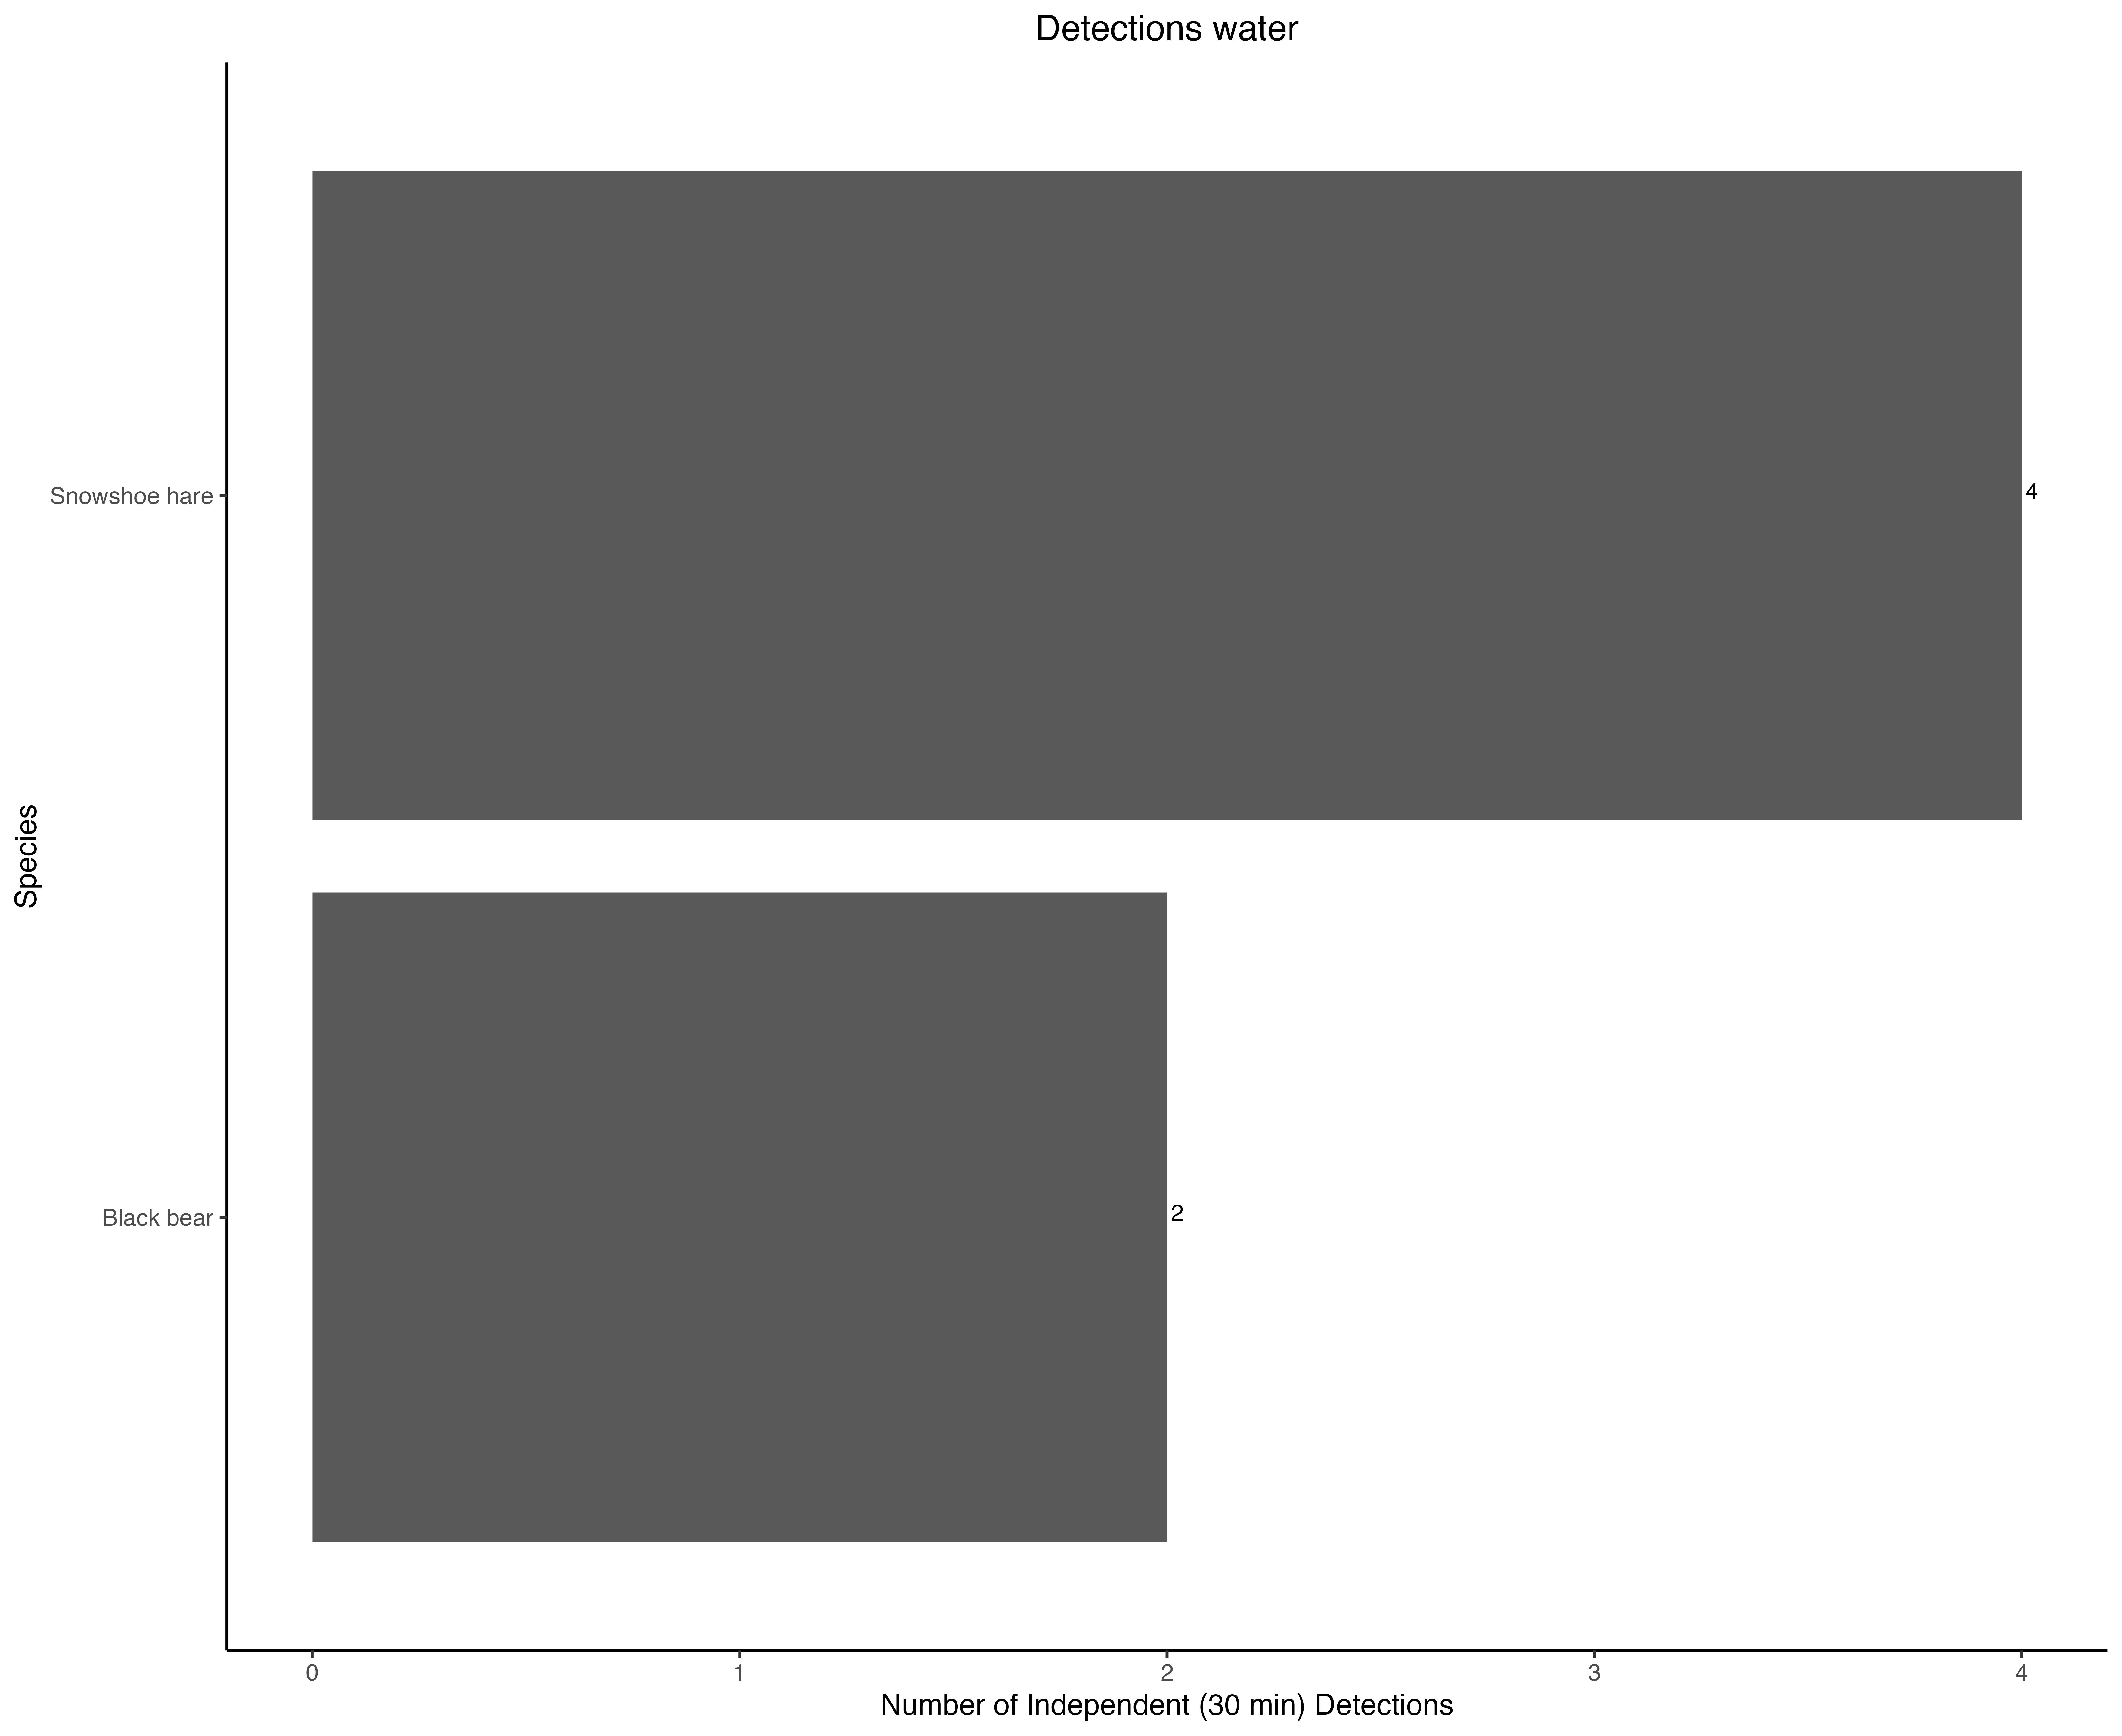 Detections water
Species
Snowshoe hare
4
Black bear
2
0 1 2 3 4
Number of Independent (30 min) Detections